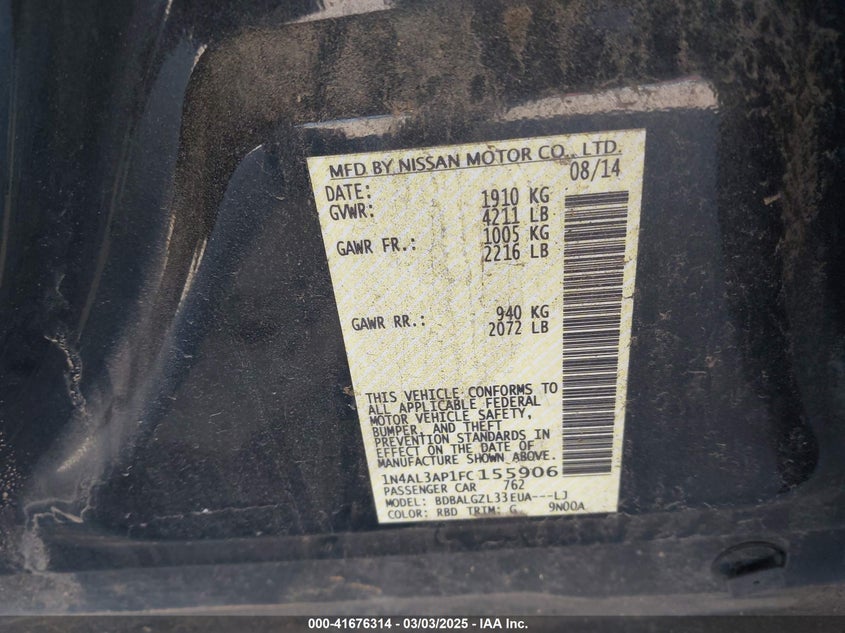 MFD BY NISSAN MOTOR CO., LTD.
DATE: 08/14
GVWR: 1910 KG
4211 LB
GAWR FR.: 1005 KG
2216 LB
GAWR RR.: 940 KG
2072 LB
THIS VEHICLE CONFORMS TO
ALL APPLICABLE FEDERAL
MOTOR VEHICLE SAFETY,
BUMPER, AND THEFT
PREVENTION STANDARDS IN
EFFECT ON THE DATE OF
MANUFACTURE SHOWN ABOVE.
1N4AL3AP1FC155906
PASSENGER CAR 762
MODEL: BDBALGZL33EUA---LJ
COLOR: RBD TRIM: G 9N00A
000-41676314 - 03/03/2025 - IAA Inc.